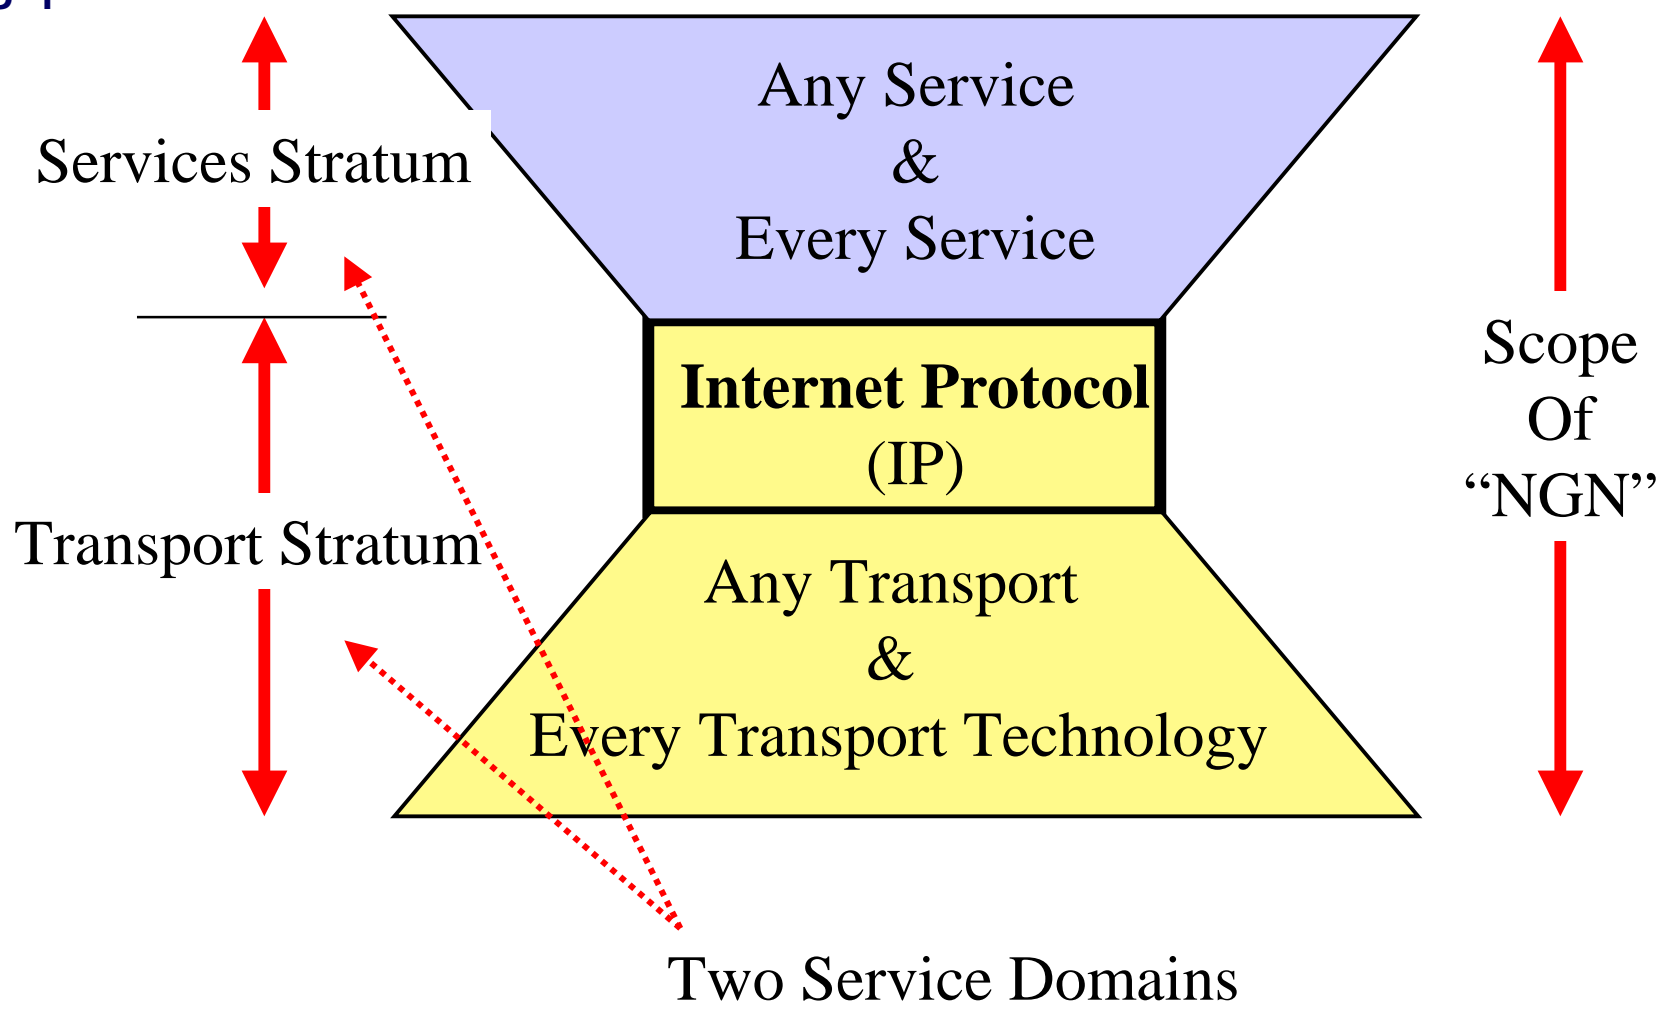 Any Service
&
Every Service
Services Stratum
Internet Protocol
(IP)
Scope
Of
“NGN”
Transport Stratum
Any Transport
&
Every Transport Technology
Two Service Domains